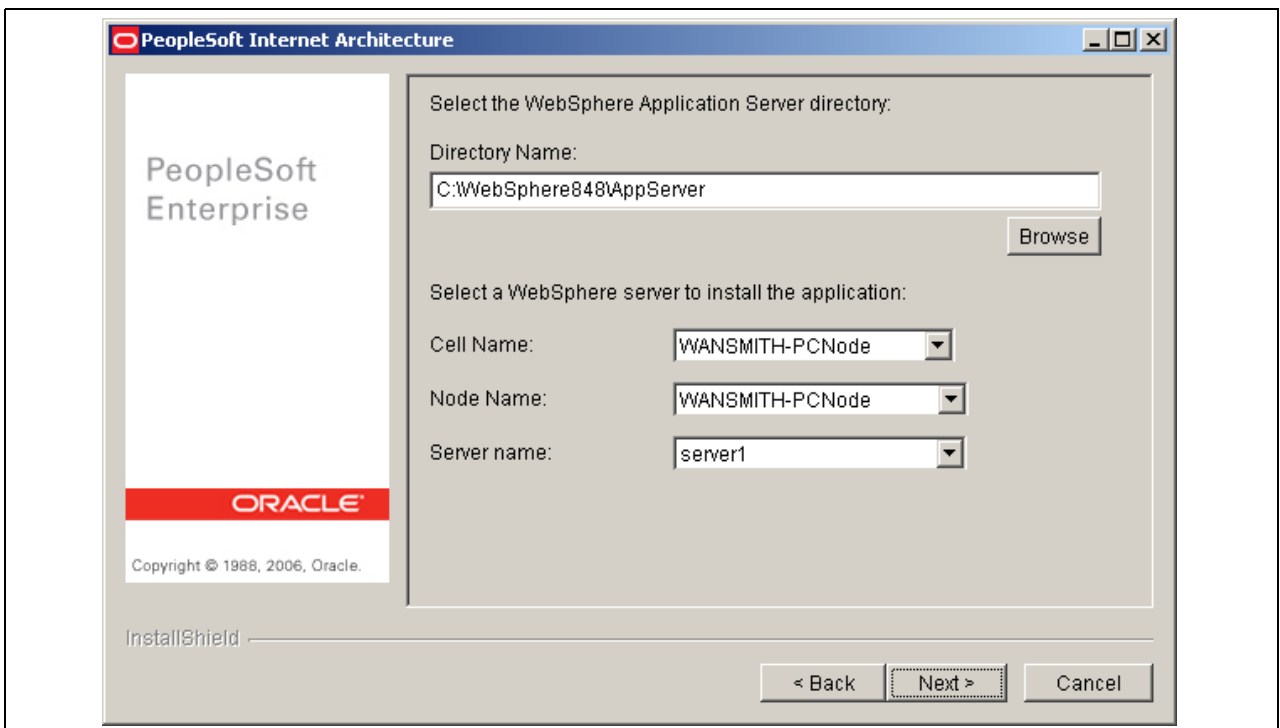 PeopleSoft Internet Architecture
PeopleSoft
Enterprise
ORACLE
Copyright © 1988, 2006, Oracle.
Select the WebSphere Application Server directory:
Directory Name:
C:\WebSphere848\AppServer
Browse
Select a WebSphere server to install the application:
Cell Name: WANSMITH-PCNode
Node Name: WANSMITH-PCNode
Server name: server1
InstallShield
< Back Next > Cancel